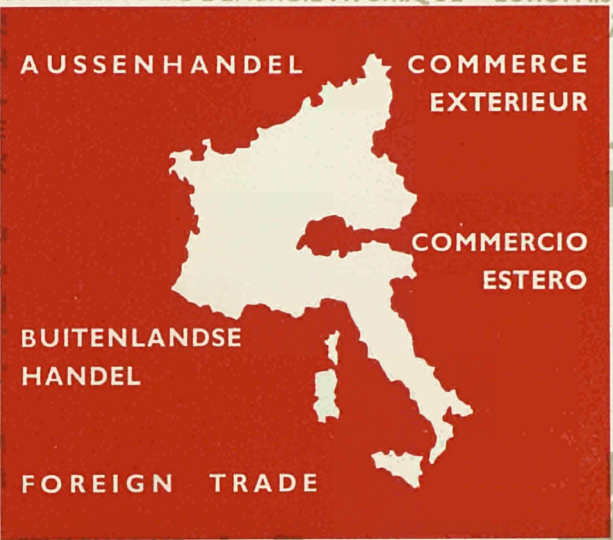 AUSSENHANDEL
COMMERCE
EXTERIEUR
COMMERCIO
ESTERO
BUITENLANDSE
HANDEL
FOREIGN TRADE